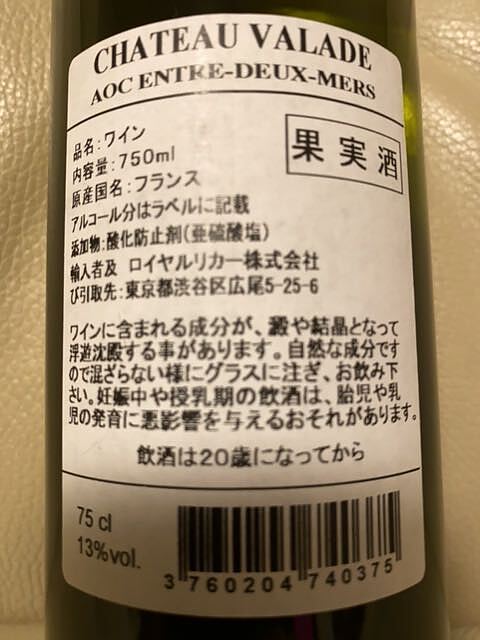 CHATEAU VALADE
AOC ENTRE-DEUX-MERS
品名:ワイン
果実酒
内容量:750ml
原産国名:フランス
アルコール分はラベルに記載
添加物:酸化防止剤(亜硫酸塩)
輸入者及 ロイヤルリカー株式会社
び引取先:東京都渋谷区広尾5-25-6
ワインに含まれる成分が、澱や結晶となって
浮遊沈殿する事があります。自然な成分です
ので混ざらない様にグラスに注ぎ、お飲み下
さい。妊娠中や授乳期の飲酒は、胎児や乳
児の発育に悪影響を与えるおそれがあります。
飲酒は20歳になってから
75 cl
13%vol.
3 760204 740375